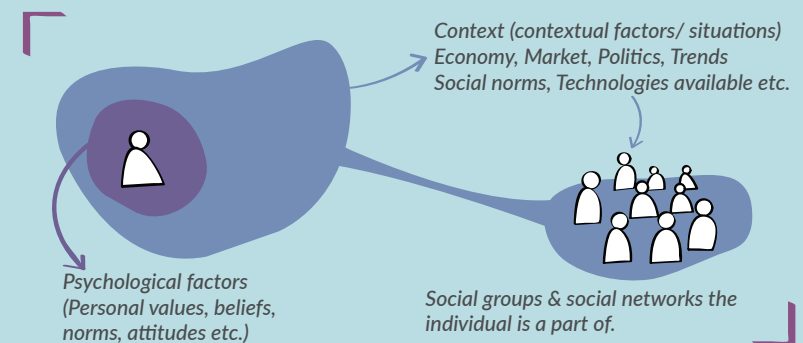 Context (contextual factors/ situations)
Economy, Market, Politics, Trends
Social norms, Technologies available etc.
Psychological factors
(Personal values, beliefs,
norms, attitudes etc.)
Social groups & social networks the
individual is a part of.